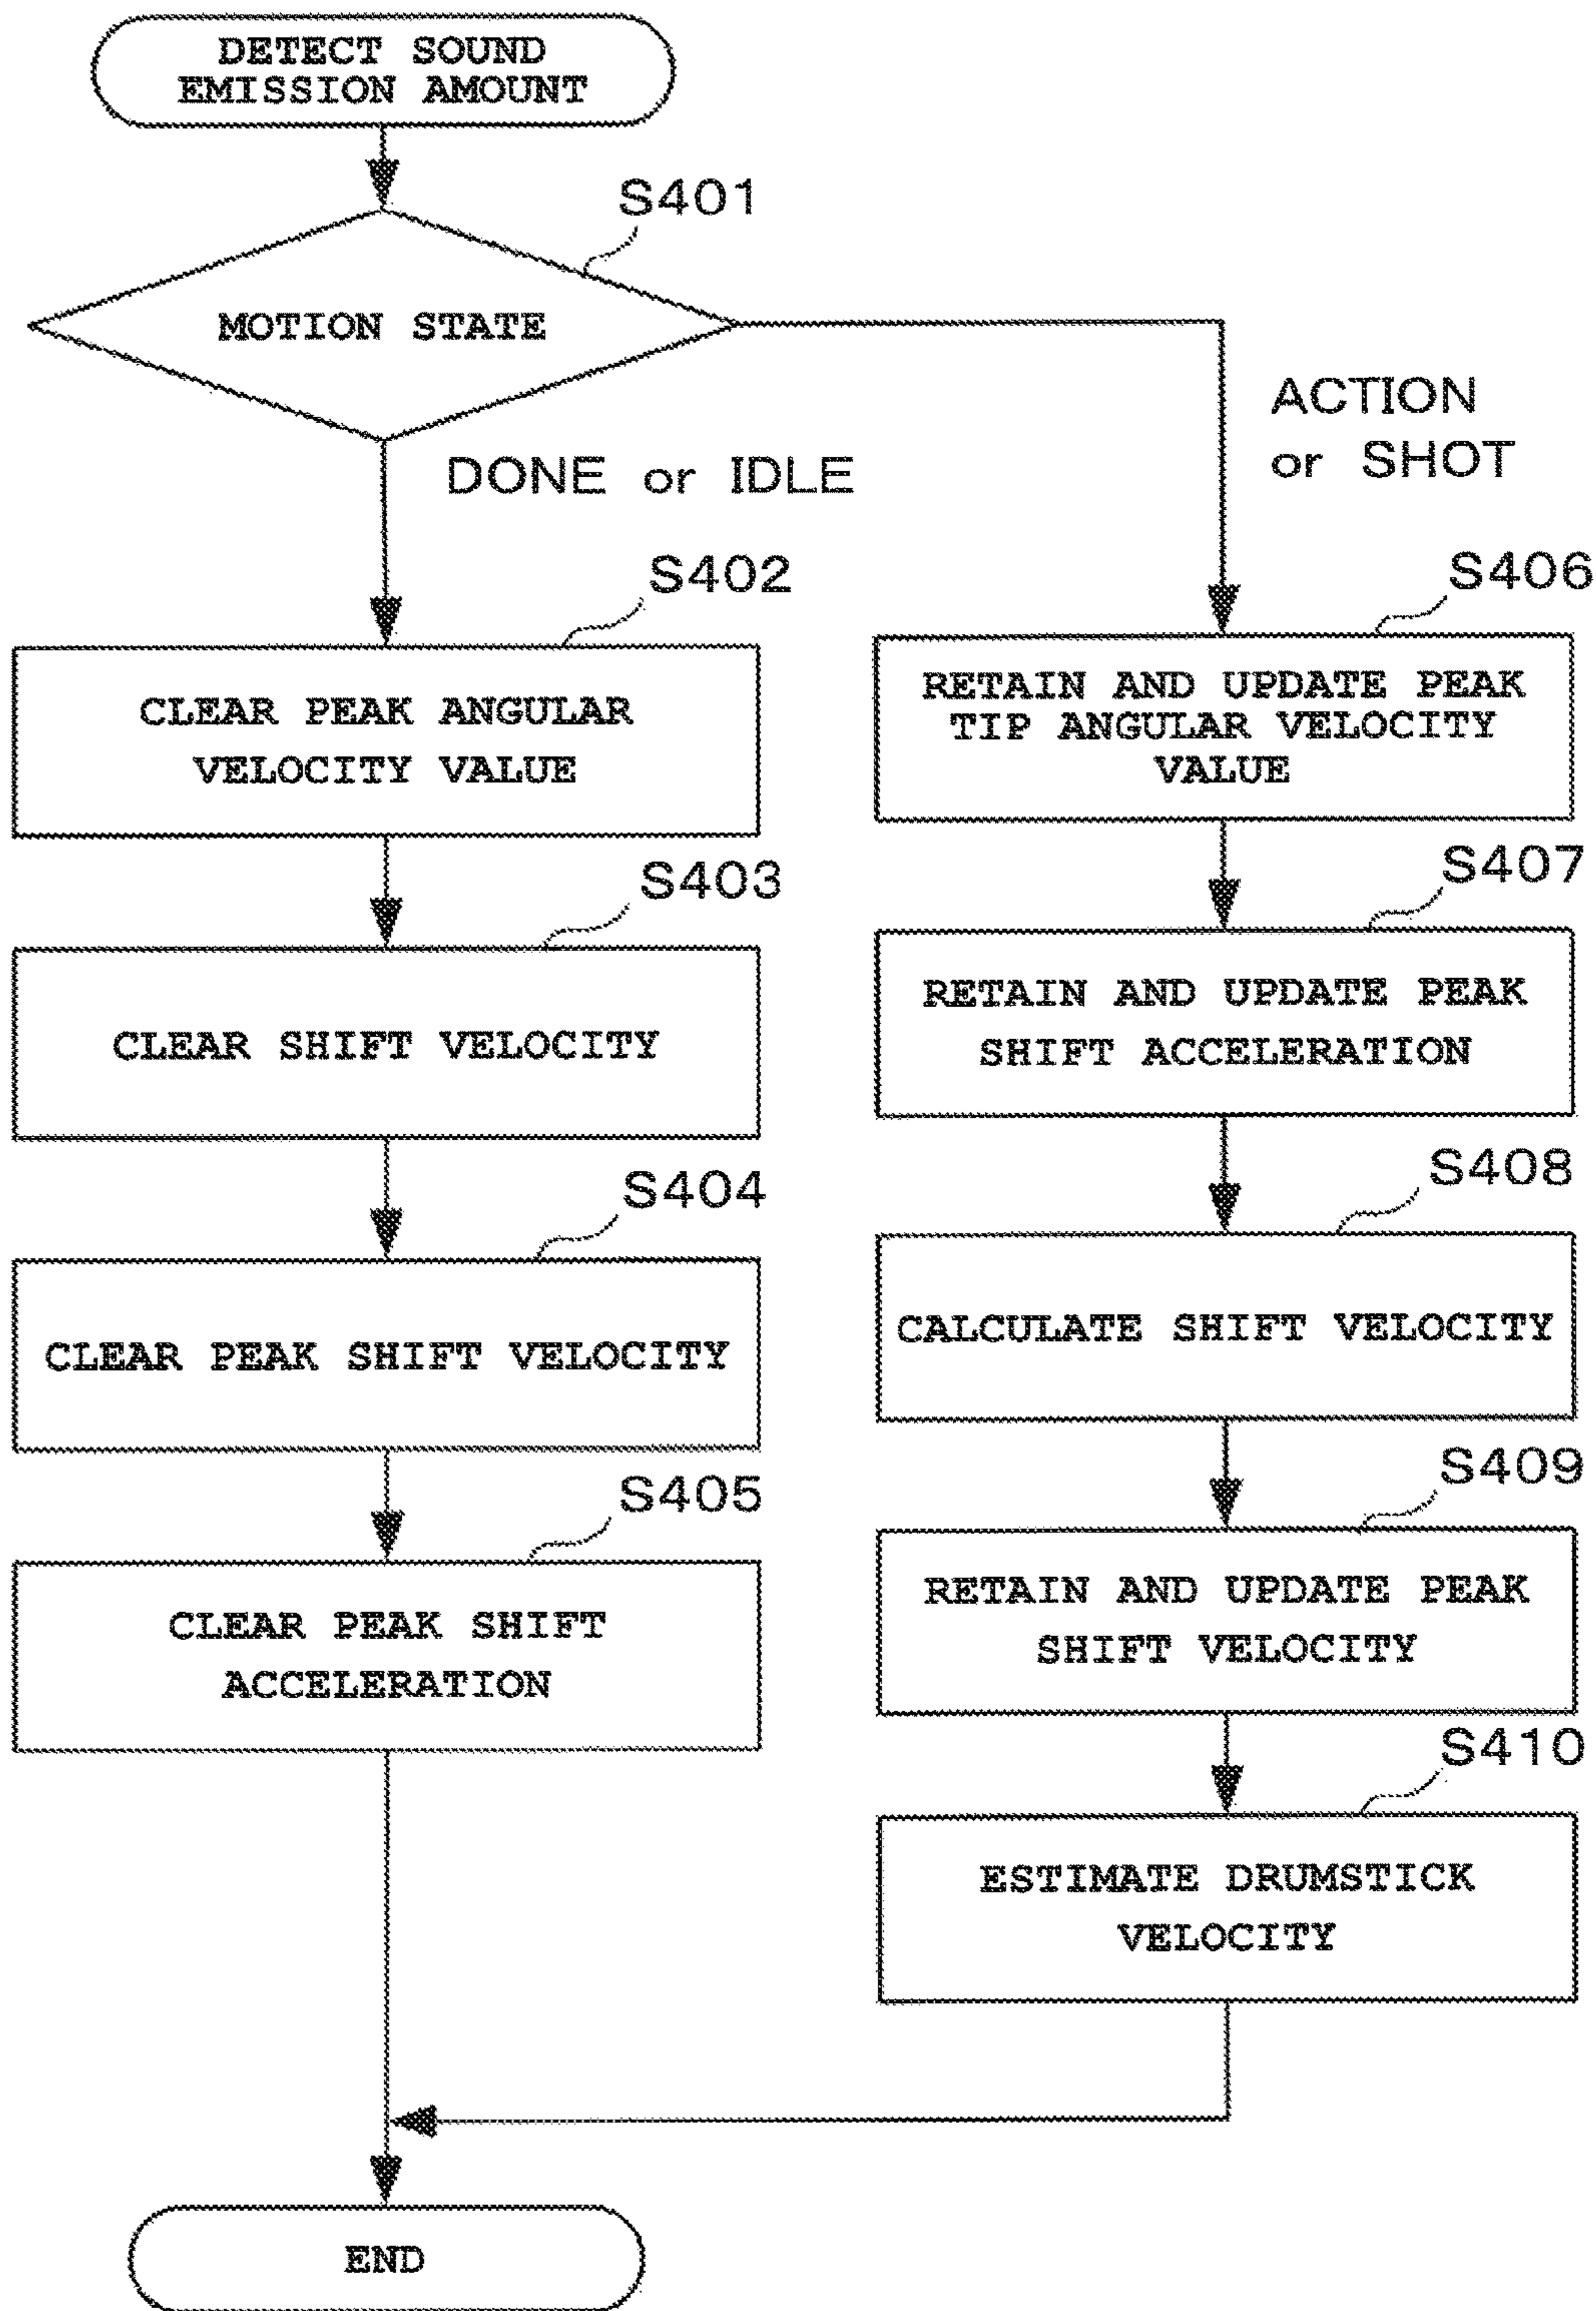 DETECT SOUND
EMISSION AMOUNT
S401
MOTION STATE
ACTION
or SHOT
DONE or IDLE
S402
CLEAR PEAK ANGULAR
VELOCITY VALUE
S403
CLEAR SHIFT VELOCITY
S404
CLEAR PEAK SHIFT VELOCITY
S405
CLEAR PEAK SHIFT
ACCELERATION
S406
RETAIN AND UPDATE PEAK
TIP ANGULAR VELOCITY
VALUE
S407
RETAIN AND UPDATE PEAK
SHIFT ACCELERATION
S408
CALCULATE SHIFT VELOCITY
S409
RETAIN AND UPDATE PEAK
SHIFT VELOCITY
S410
ESTIMATE DRUMSTICK
VELOCITY
END